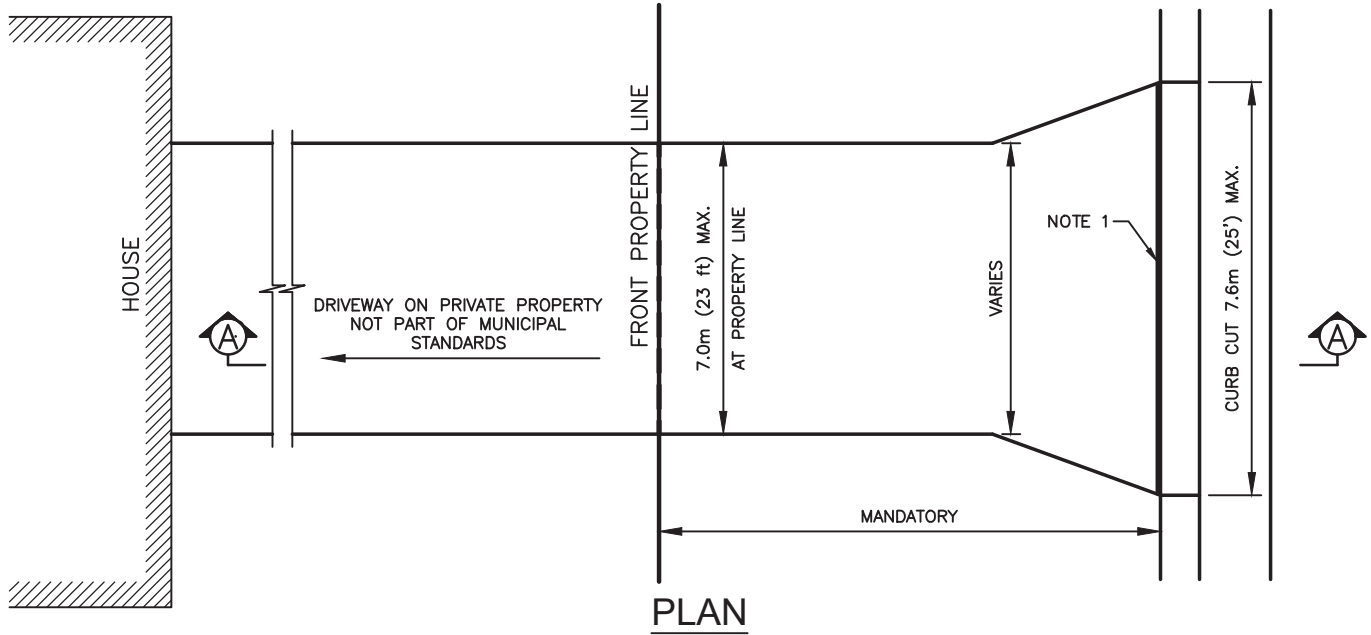 HOUSE
A
DRIVEWAY ON PRIVATE PROPERTY
NOT PART OF MUNICIPAL
STANDARDS
FRONT PROPERTY LINE
7.0m (23 ft) MAX.
AT PROPERTY LINE
VARIES
NOTE 1
CURB CUT 7.6m (25') MAX.
A
MANDATORY
PLAN